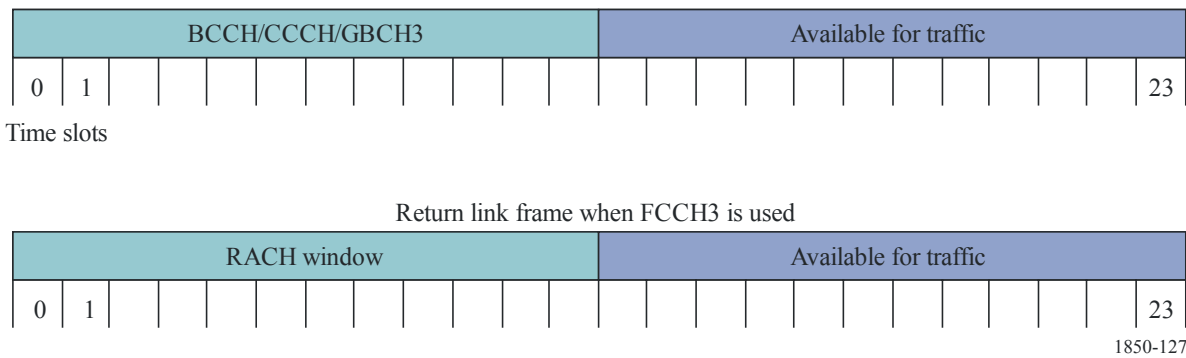 BCCH/CCCH/GBCH3 Available for traffic
0 1 23
Time slots
Return link frame when FCCH3 is used
RACH window Available for traffic
0 1 23
1850-127